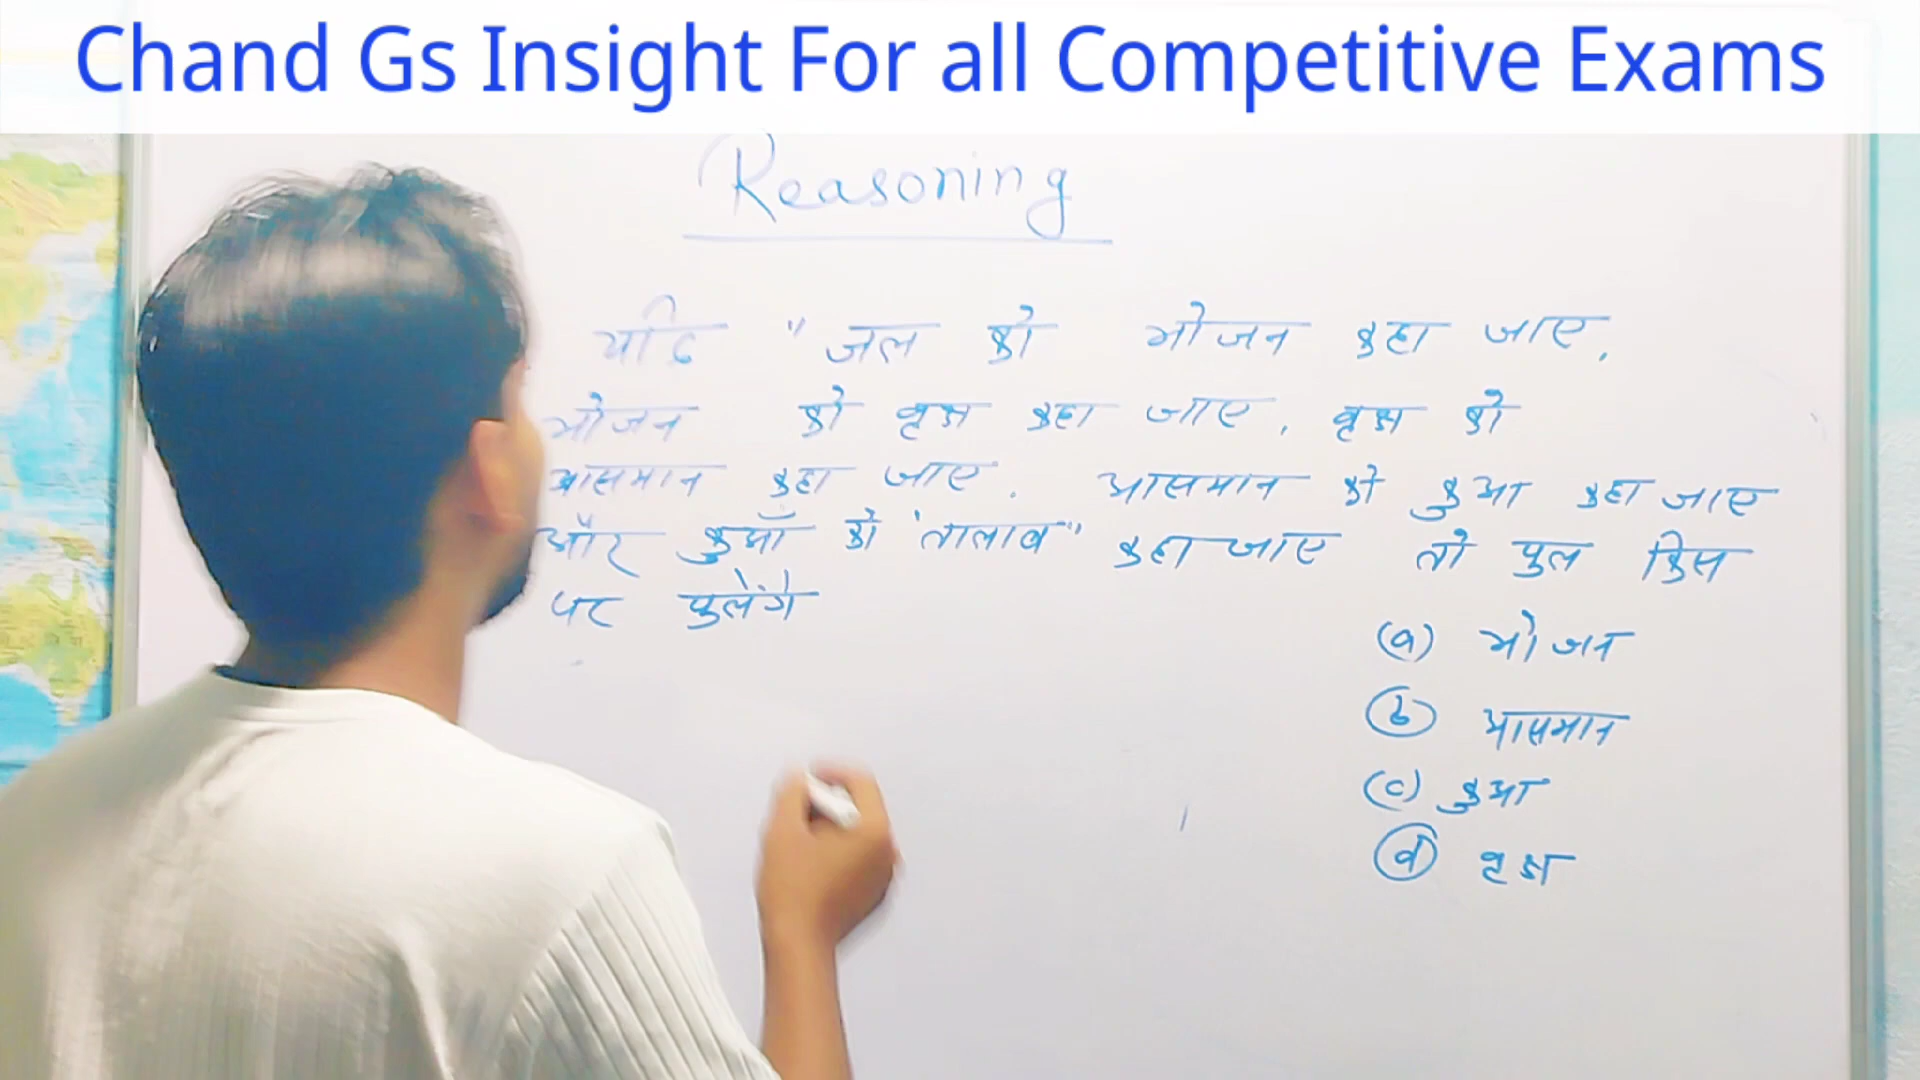 Chand Gs Insight For all Competitive Exams
Reasoning
यदि "जल को भोजन कहा जाए,
भोजन को वृक्ष कहा जाए, वृक्ष को
आसमान कहा जाए, आसमान को कुआ कहा जाए
और कुआँ को 'तालाब" कहा जाए तो फुल किस
पर फुलेंगे
(a) भोजन
(b) आसमान
(c) कुआ
(d) वृक्ष